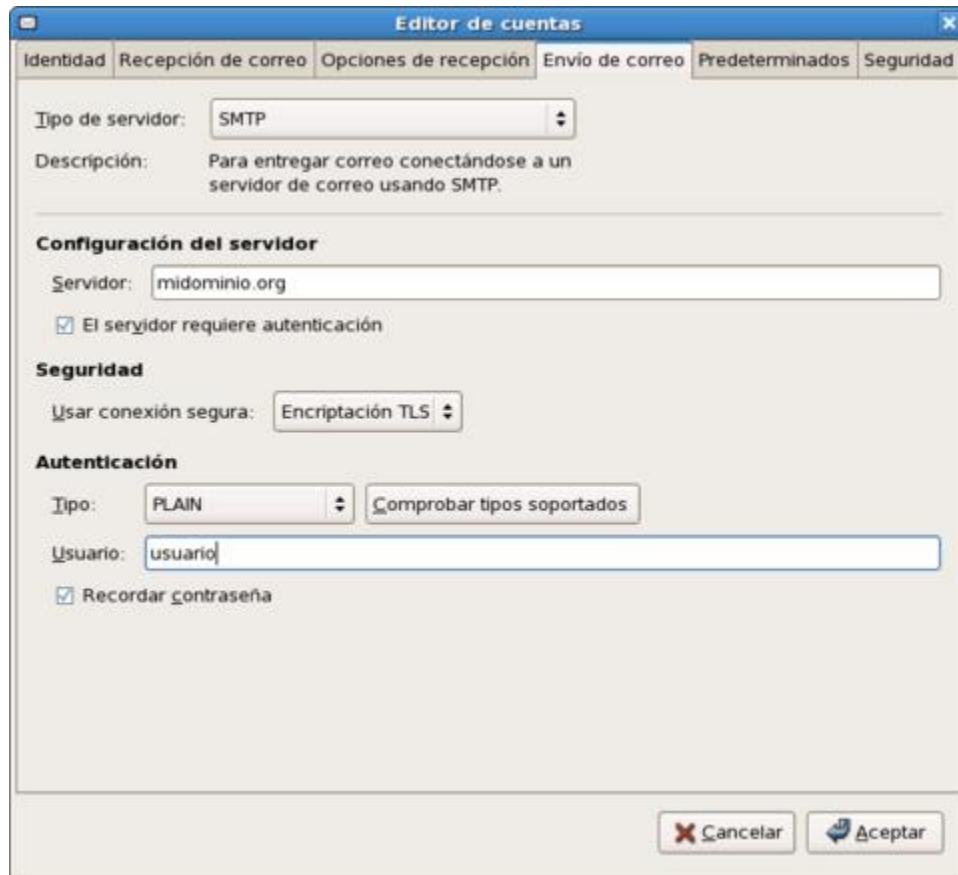 Editor de cuentas
Identidad Recepción de correo Opciones de recepción Envío de correo Predeterminados Seguridad
Tipo de servidor: SMTP
Descripción: Para entregar correo conectándose a un
servidor de correo usando SMTP.
Configuración del servidor
Servidor: midominio.org
El servidor requiere autenticación
Seguridad
Usar conexión segura: Encriptación TLS
Autenticación
Tipo: PLAIN Comprobar tipos soportados
Usuario: usuario
Recordar contraseña
Cancelar Aceptar